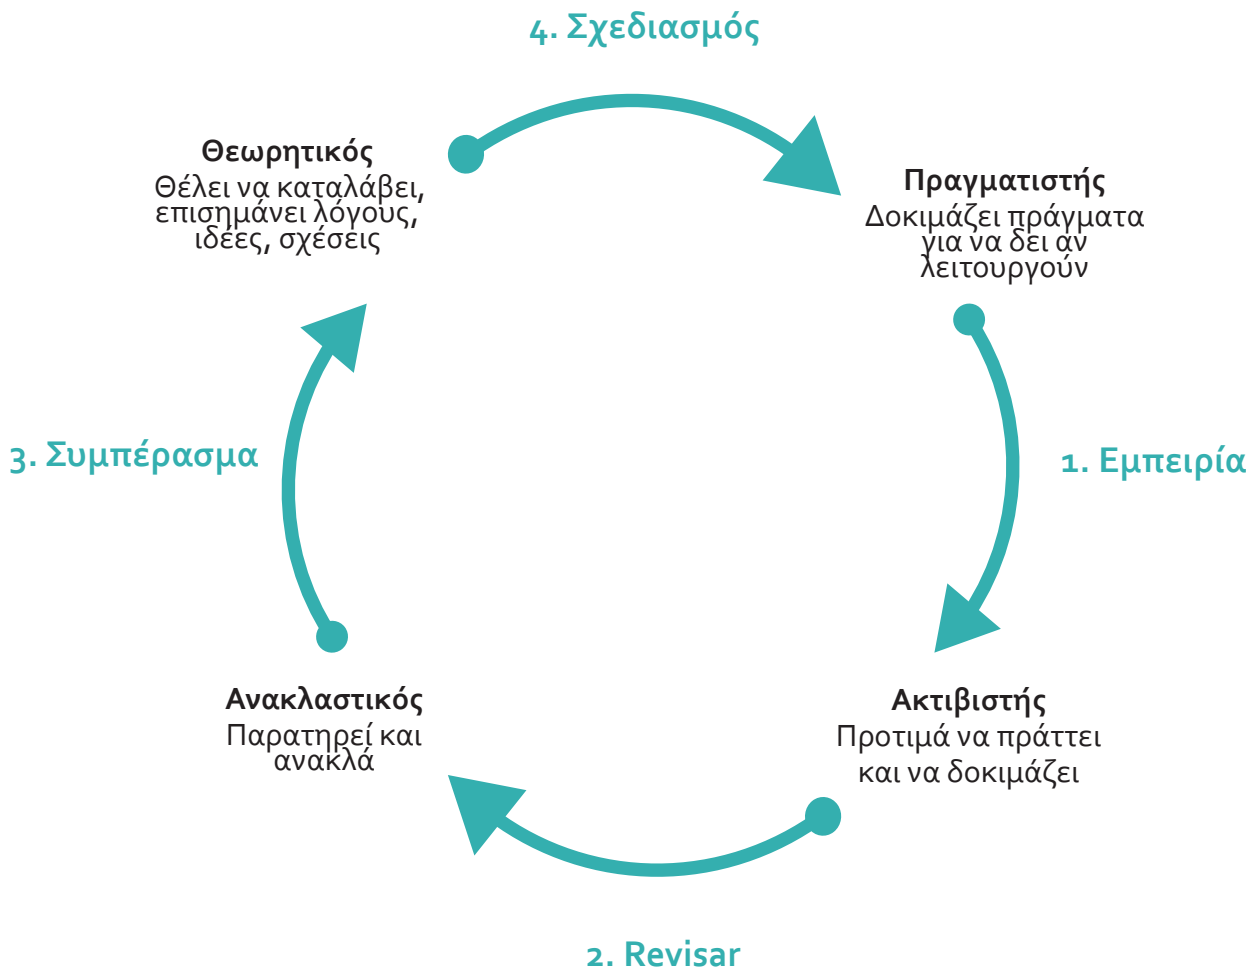 4. Σχεδιασμός
Θεωρητικός
Θέλει να καταλάβει,
επισημάνει λόγους,
ιδέες, σχέσεις
Πραγματιστής
Δοκιμάζει πράγματα
για να δει αν
λειτουργούν
3. Συμπέρασμα
1. Εμπειρία
Ανακλαστικός
Παρατηρεί και
ανακλά
Ακτιβιστής
Προτιμά να πράττει
και να δοκιμάζει
2. Revisar